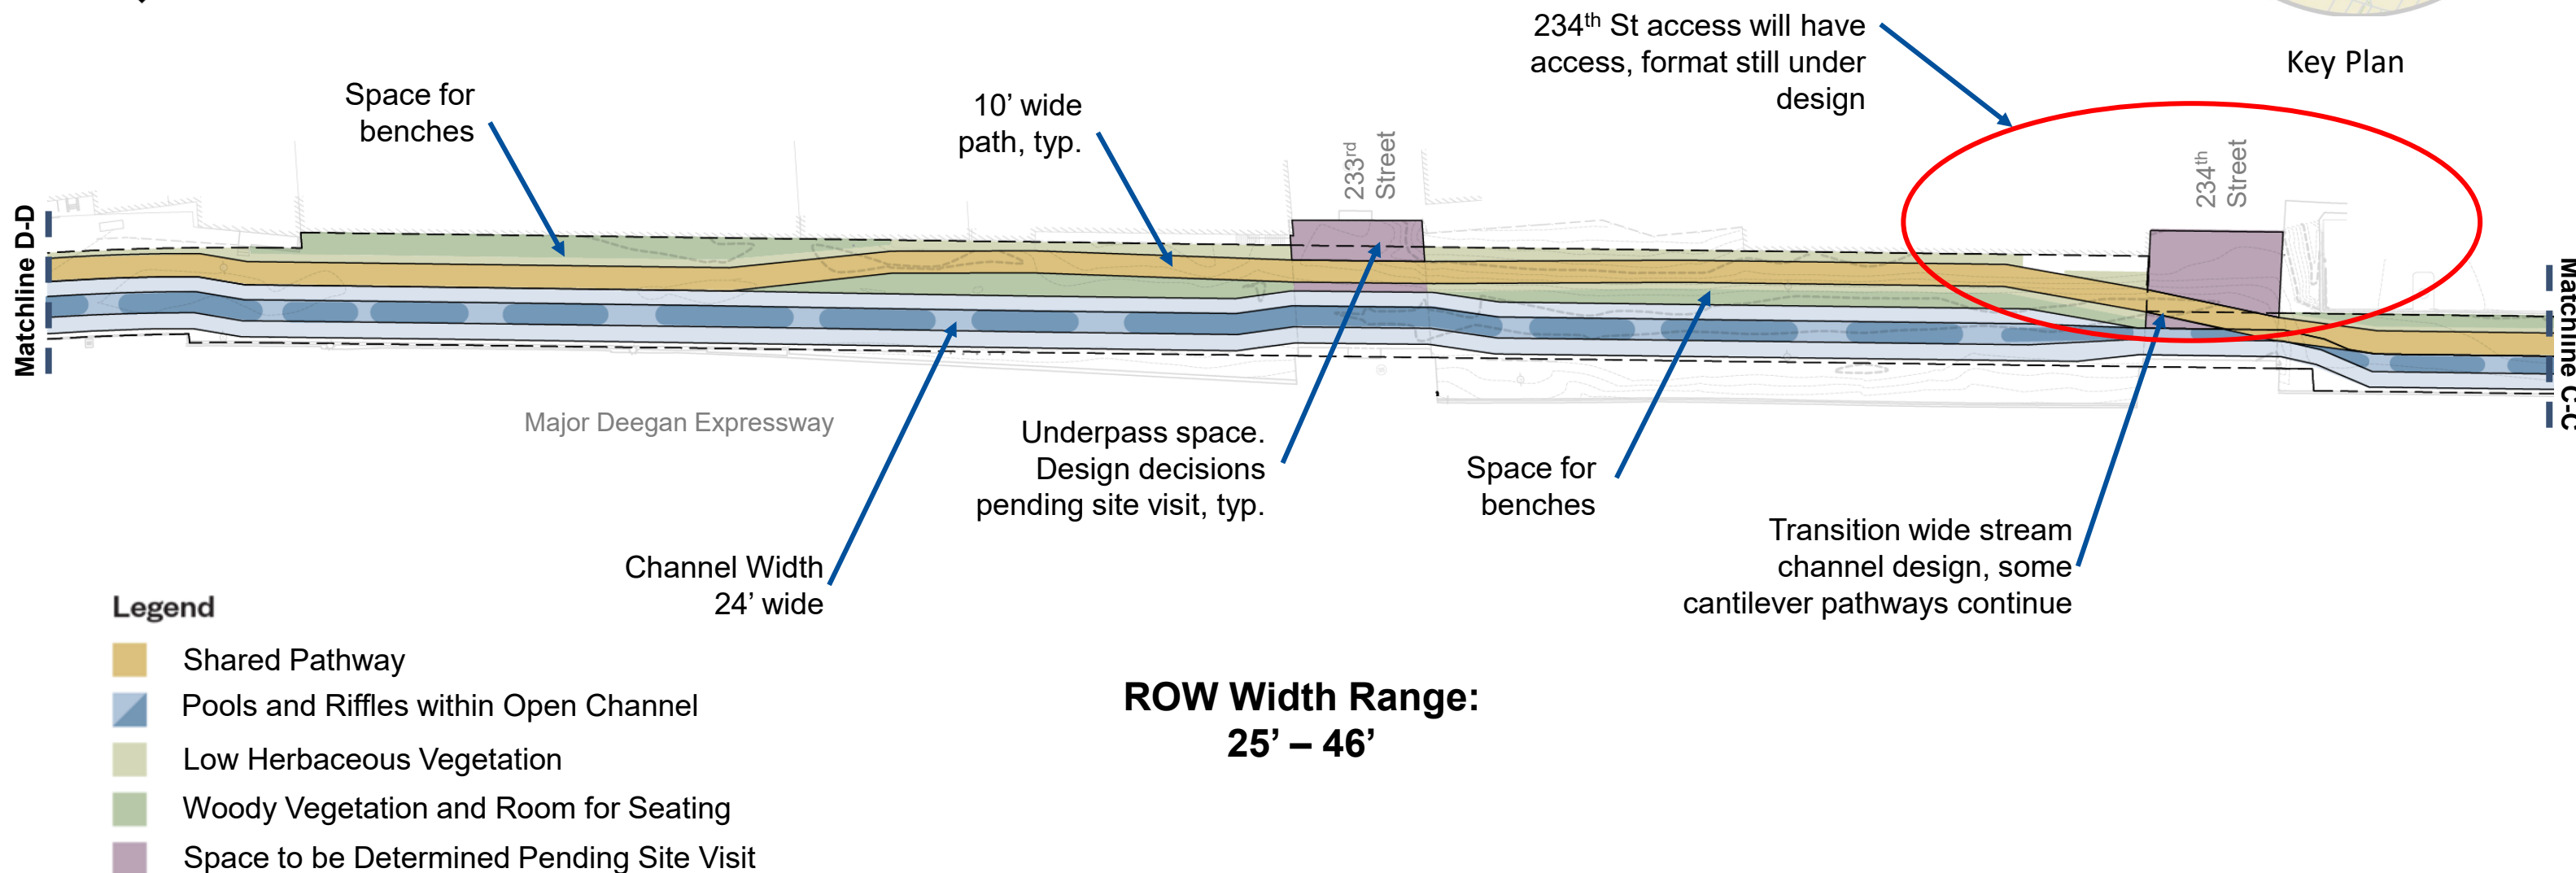 234th St access will have
access, format still under
design
Key Plan
Space for
benches
10’ wide
path, typ.
233rd
Street
234th
Street
Matchline D-D
Matchline C-C
Major Deegan Expressway
Underpass space.
Design decisions
pending site visit, typ.
Space for
benches
Transition wide stream
channel design, some
cantilever pathways continue
Channel Width
24’ wide
Legend
Shared Pathway
Pools and Riffles within Open Channel
Low Herbaceous Vegetation
Woody Vegetation and Room for Seating
Space to be Determined Pending Site Visit
ROW Width Range:
25’ – 46’